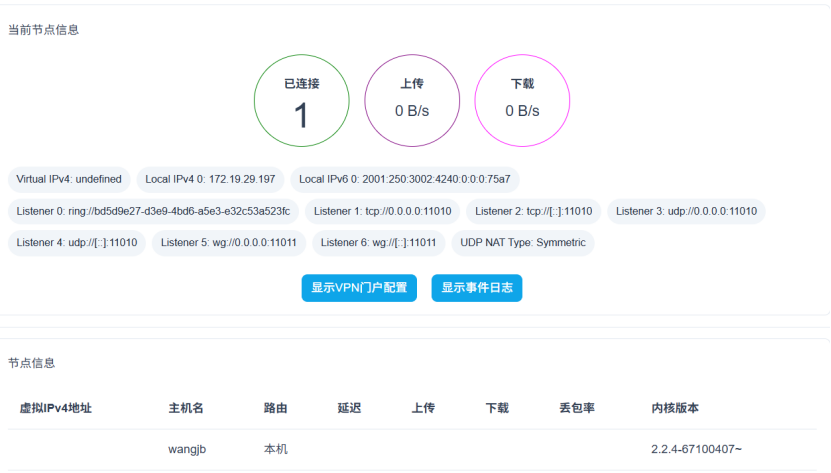 当前节点信息
已连接 上传 下载
1 0 B/s 0 B/s
Virtual IPv4: undefined Local IPv4 0: 172.19.29.197 Local IPv6 0: 2001:250:3002:4240:0:0:0:75a7
Listener 0: ring://bd5d9e27-d3e9-4bd6-a5e3-e32c53a523fc Listener 1: tcp://0.0.0.0:11010 Listener 2: tcp://[::]:11010 Listener 3: udp://0.0.0.0:11010
Listener 4: udp://[::]:11010 Listener 5: wg://0.0.0.0:11011 Listener 6: wg://[::]:11011 UDP NAT Type: Symmetric
显示VPN门户配置 显示事件日志
节点信息
虚拟IPv4地址 主机名 路由 延迟 上传 下载 丢包率 内核版本
wangjb 本机 2.2.4-67100407~